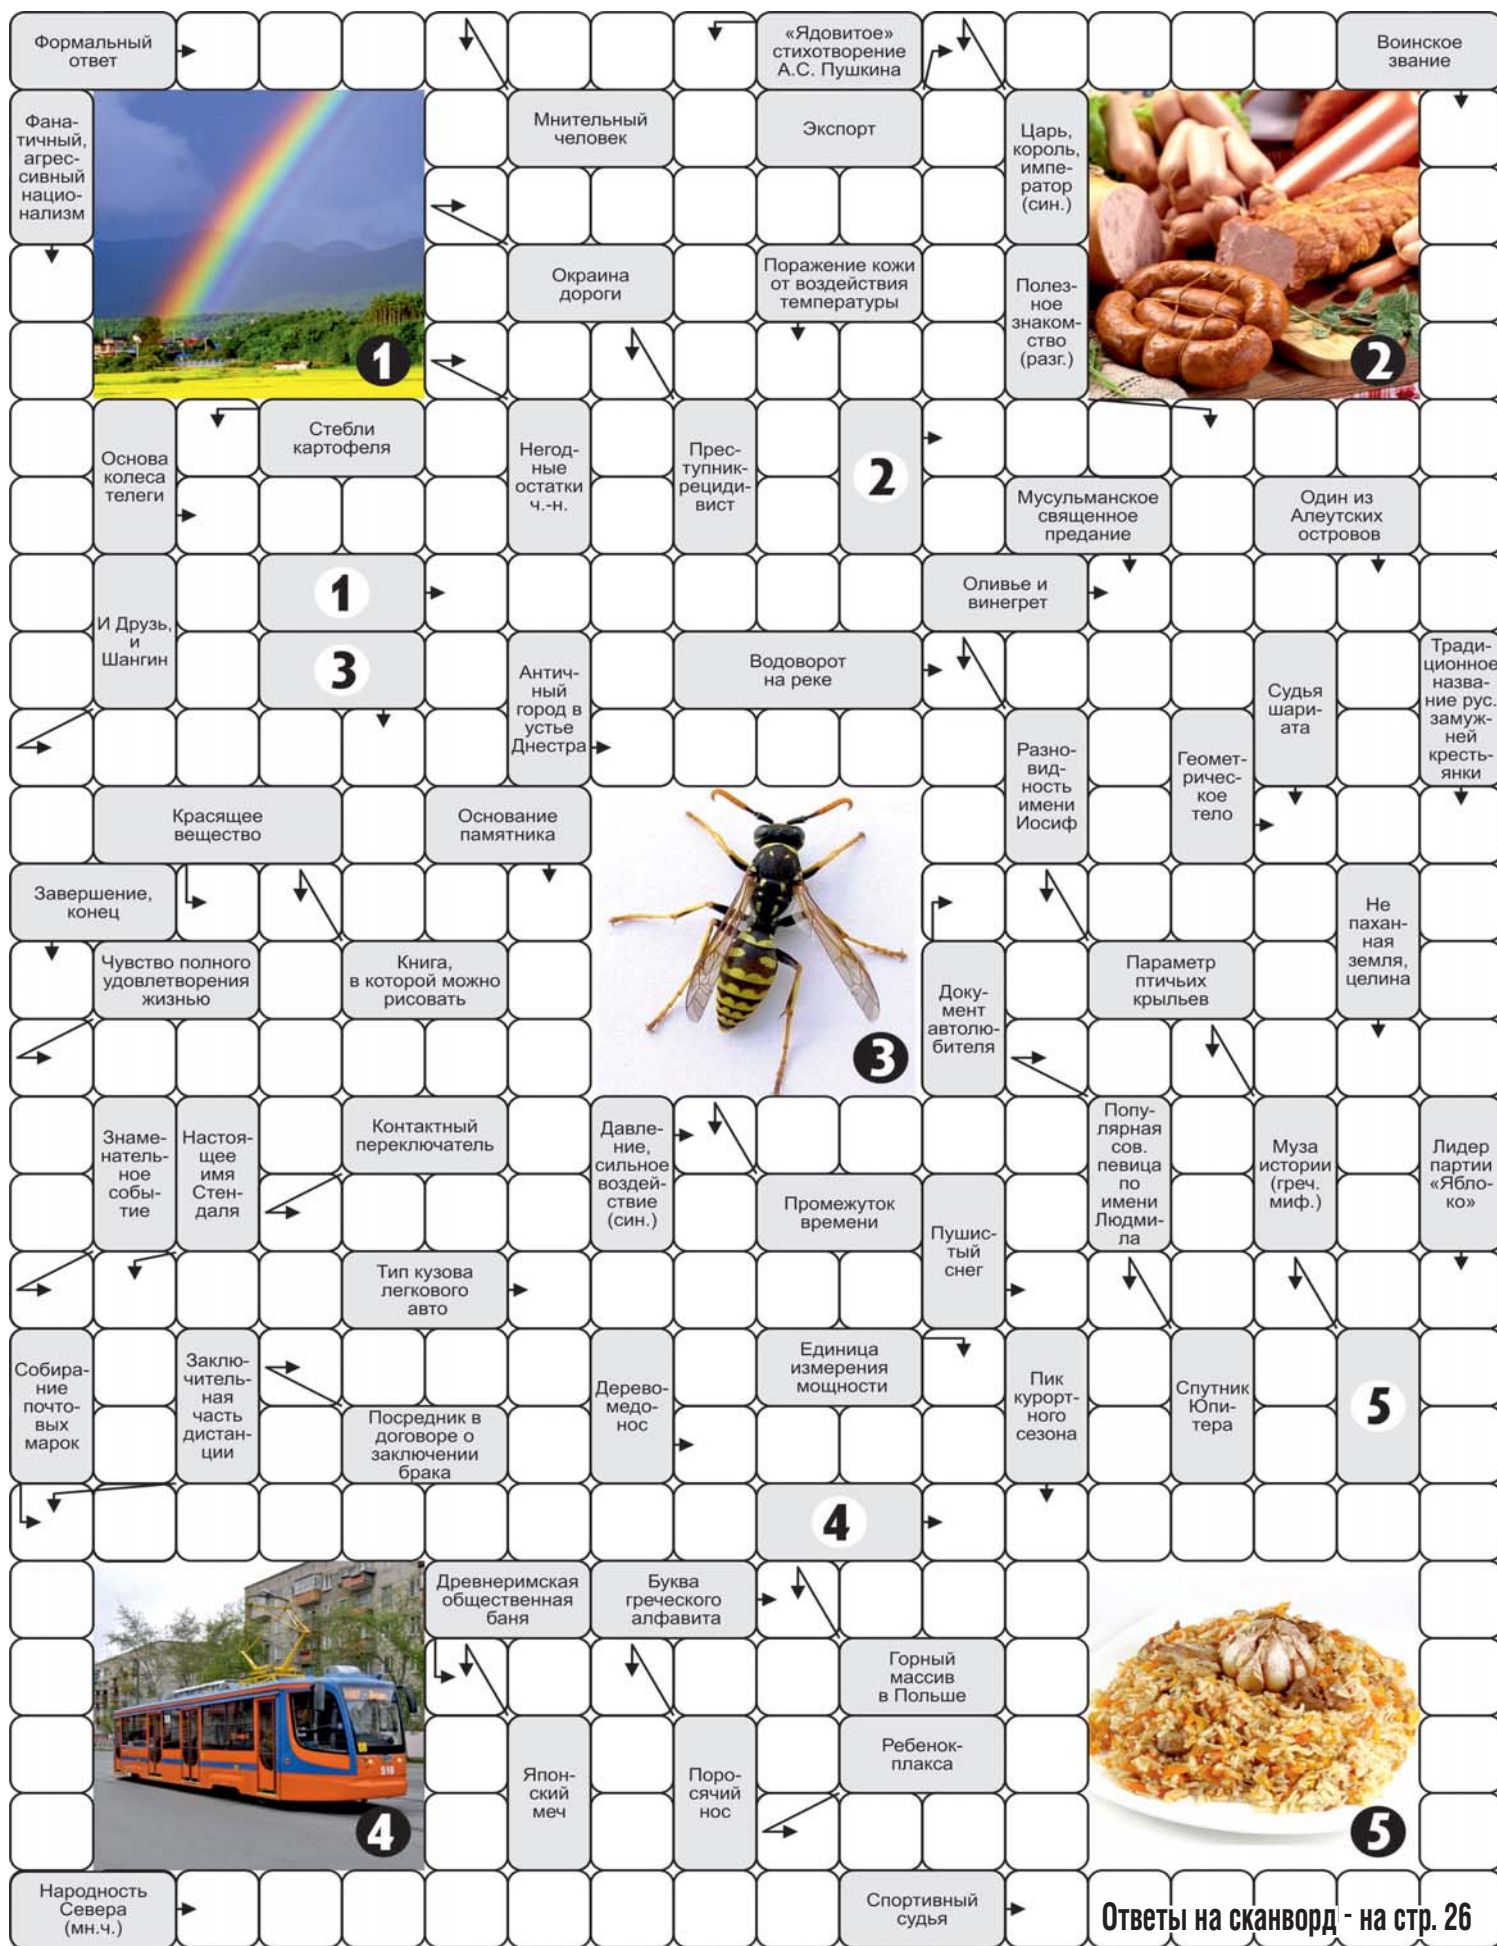 Формальный
ответ
«Ядовитое»
стихотворение
А.С. Пушкина
Воинское
звание
Фана-
тичный,
агрес-
сивный
нацио-
нализм
Мнительный
человек
Экспорт
Царь,
король,
импе-
ратор
(син.)
Окраина
дороги
Поражение кожи
от воздействия
температуры
Полез-
ное
знаком-
ство
(разг.)
1
2
Основа
колеса
телеги
Стебли
картофеля
Негод-
ные
остатки
ч.-н.
Прес-
тупник-
рециди-
вист
2
Мусульманское
священное
предание
Один из
Алеутских
островов
И Друзь,
и
Шангин
1
Оливье и
винегрет
3
Антич-
ный
город в
устье
Днестра
Водоворот
на реке
Судья
шари-
ата
Тради-
ционное
назва-
ние рус.
замуж-
ней
кресть-
янки
Разно-
вид-
ность
имени
Иосиф
Геомет-
ричес-
кое
тело
Красящее
вещество
Основание
памятника
Завершение,
конец
Не
пахан-
ная
земля,
целина
Чувство полного
удовлетворения
жизнью
Книга,
в которой можно
рисовать
3
Доку-
мент
автолю-
бителя
Параметр
птичьих
крыльев
Знаме-
натель-
ное
собы-
тие
Настоя-
щее
имя
Стен-
даля
Контактный
переключатель
Давле-
ние,
сильное
воздей-
ствие
(син.)
Попу-
лярная
сов.
певица
по
имени
Людми-
ла
Муза
истории
(греч.
миф.)
Лидер
партии
«Ябло-
ко»
Промежуток
времени
Пушис-
тый
снег
Тип кузова
легкового
авто
Собира-
ние
почто-
вых
марок
Заклю-
читель-
ная
часть
дистан-
ции
Дерево-
медо-
нос
Единица
измерения
мощности
Пик
курорт-
ного
сезона
Спутник
Юпи-
тера
5
Посредник в
договоре о
заключении
брака
4
Древнеримская
общественная
баня
Буква
греческого
алфавита
Горный
массив
в Польше
Япон-
ский
меч
Поро-
сячий
нос
Ребенок-
плакса
4
5
Народность
Севера
(мн.ч.)
Спортивный
судья
Ответы на сканворд - на стр. 26